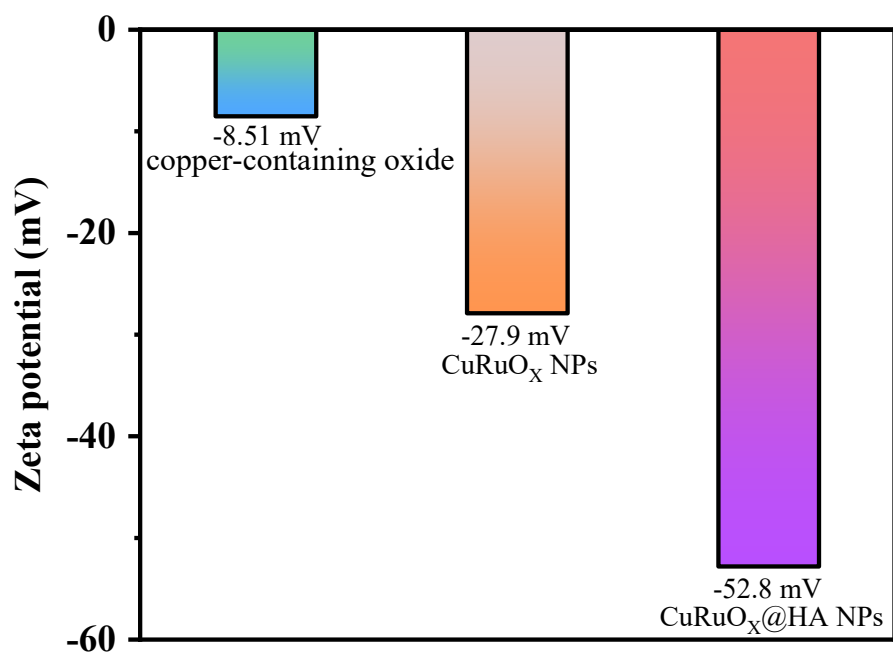 Zeta potential (mV)
0
-20
-40
-60
-8.51 mV
copper-containing oxide
-27.9 mV
CuRuOX NPs
-52.8 mV
CuRuOX@HA NPs